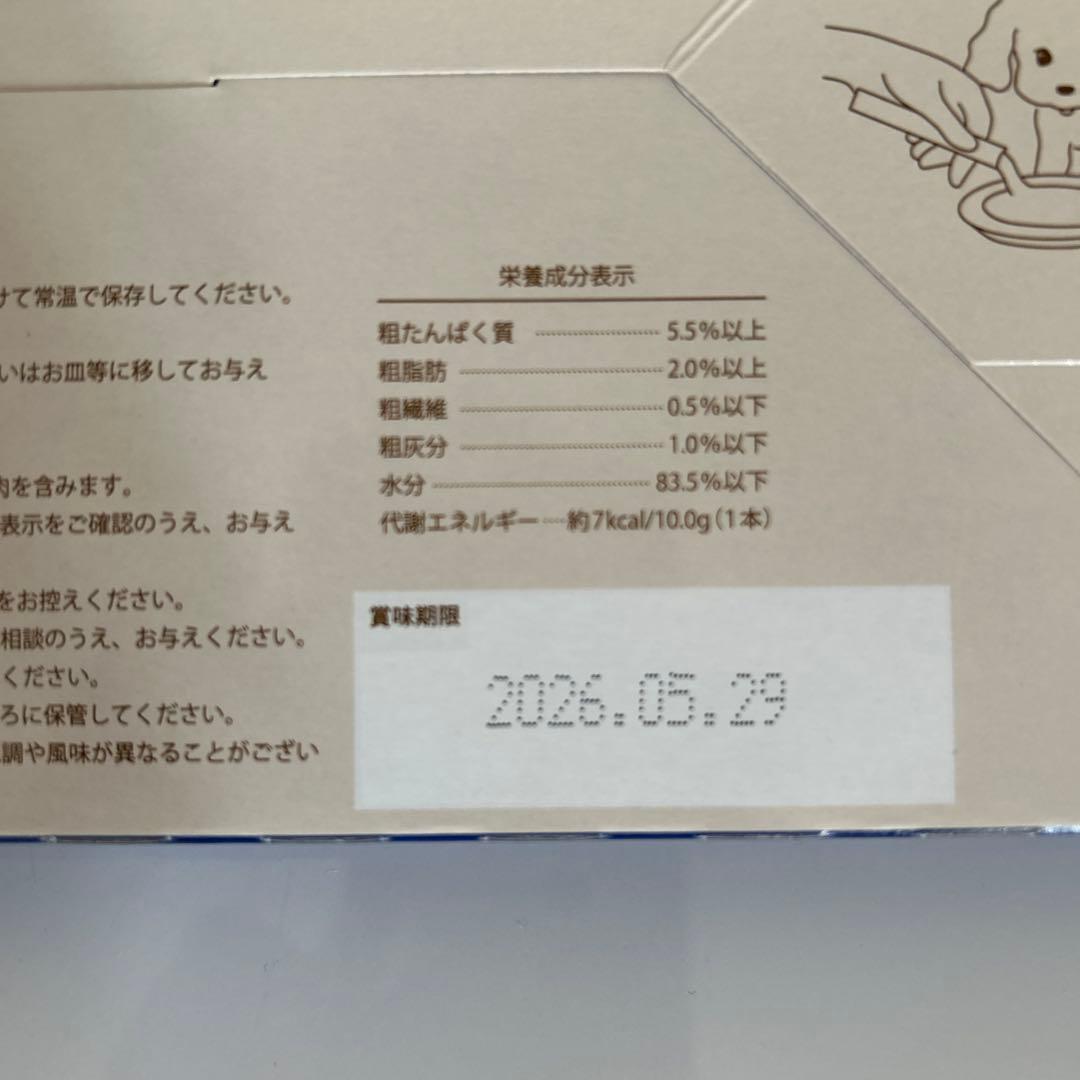 けて常温で保存してください。
いはお皿等に移してお与え
肉を含みます。
表示をご確認のうえ、お与え
をお控えください。
相談のうえ、お与えください。
ください。
ろに保管してください。
調や風味が異なることがござい
栄養成分表示
粗たんぱく質 5.5%以上
粗脂肪 2.0%以上
粗繊維 0.5%以下
粗灰分 1.0%以下
水分 83.5%以下
代謝エネルギー 約7kcal/10.0g(1本)
賞味期限
2026.05.29